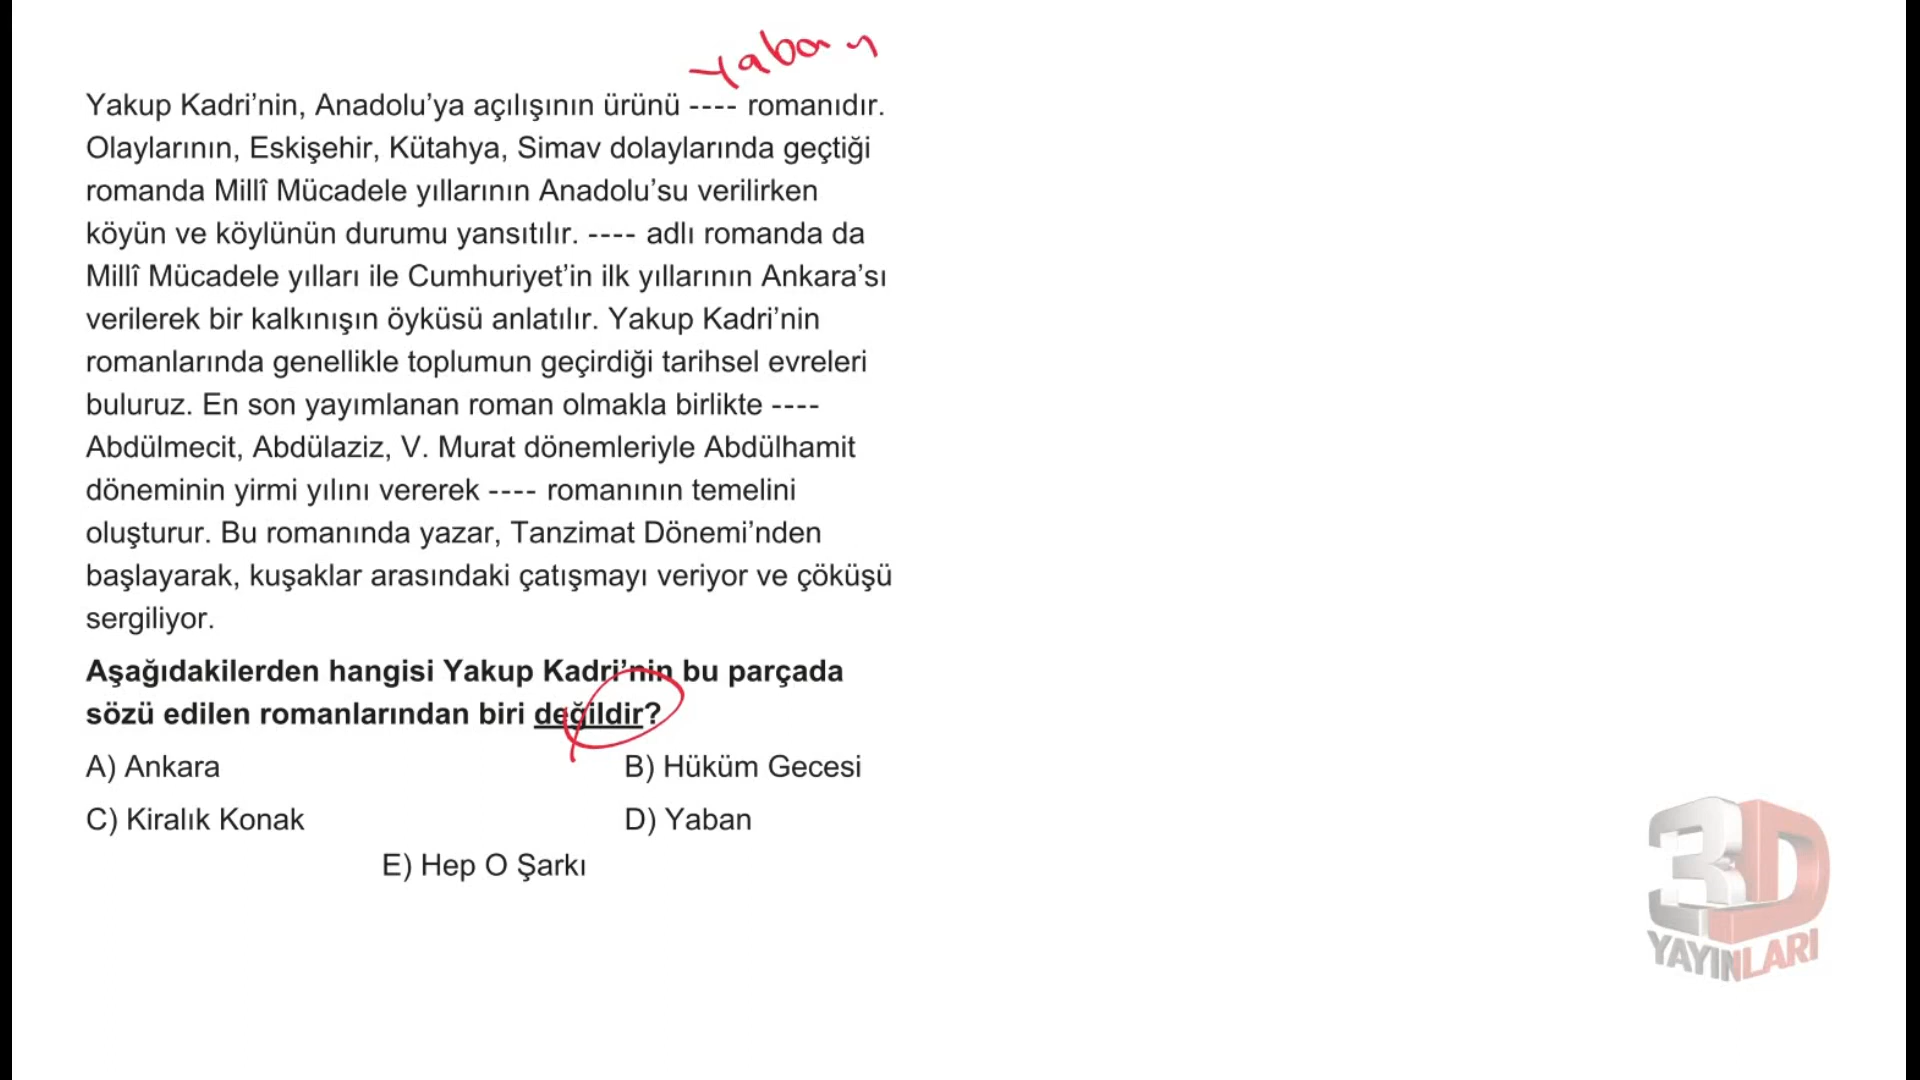 Yaban
Yakup Kadri’nin, Anadolu’ya açılışının ürünü ---- romanıdır.
Olaylarının, Eskişehir, Kütahya, Simav dolaylarında geçtiği
romanda Millî Mücadele yıllarının Anadolu’su verilirken
köyün ve köylünün durumu yansıtılır. ---- adlı romanda da
Millî Mücadele yılları ile Cumhuriyet’in ilk yıllarının Ankara’sı
verilerek bir kalkınışın öyküsü anlatılır. Yakup Kadri’nin
romanlarında genellikle toplumun geçirdiği tarihsel evreleri
buluruz. En son yayımlanan roman olmakla birlikte ----
Abdülmecit, Abdülaziz, V. Murat dönemleriyle Abdülhamit
döneminin yirmi yılını vererek ---- romanının temelini
oluşturur. Bu romanında yazar, Tanzimat Dönemi’nden
başlayarak, kuşaklar arasındaki çatışmayı veriyor ve çöküşü
sergiliyor.
Aşağıdakilerden hangisi Yakup Kadri’nin bu parçada
sözü edilen romanlarından biri değildir?
A) Ankara
B) Hüküm Gecesi
C) Kiralık Konak
D) Yaban
E) Hep O Şarkı
3D
YAYINLARI